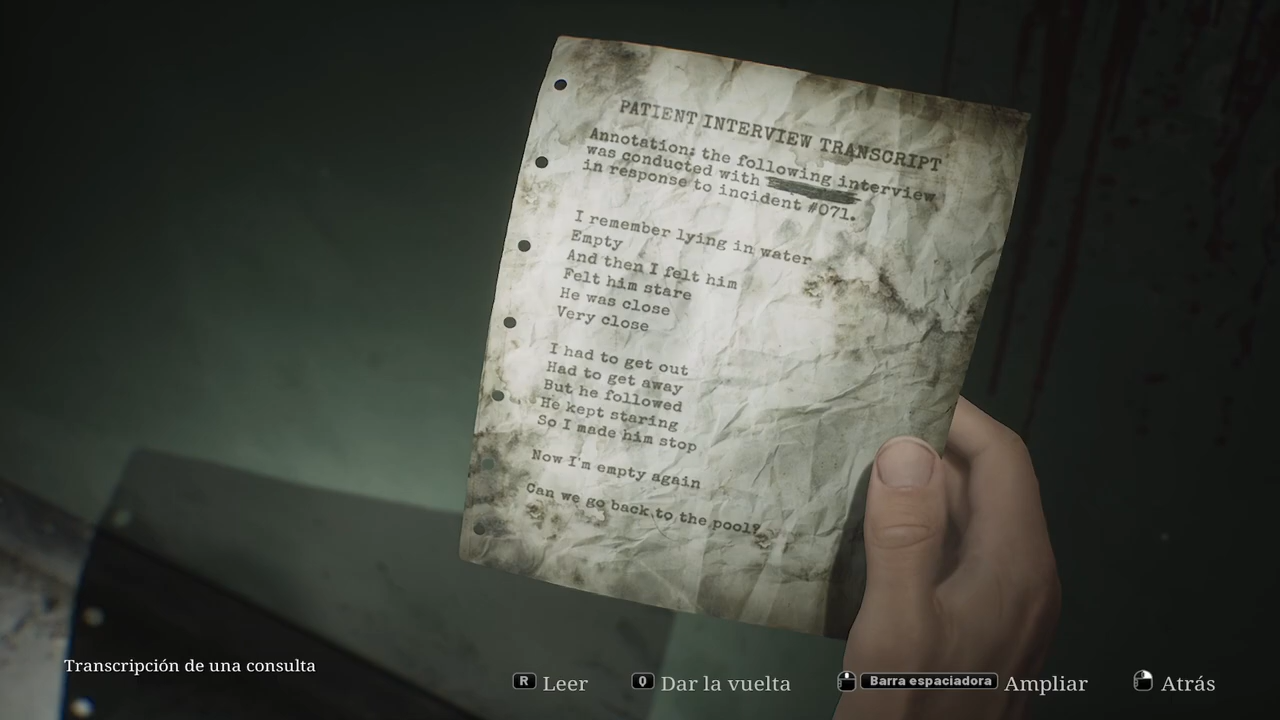 PATIENT INTERVIEW TRANSCRIPT
Annotation: the following interview
was conducted with
in response to incident #071.
I remember lying in water
Empty
And then I felt him
Felt him stare
He was close
Very close
I had to get out
Had to get away
But he followed
He kept staring
So I made him stop
Now I'm empty again
Can we go back to the pool?
Transcripción de una consulta
R Leer
Q Dar la vuelta
Barra espaciadora Ampliar
Atrás